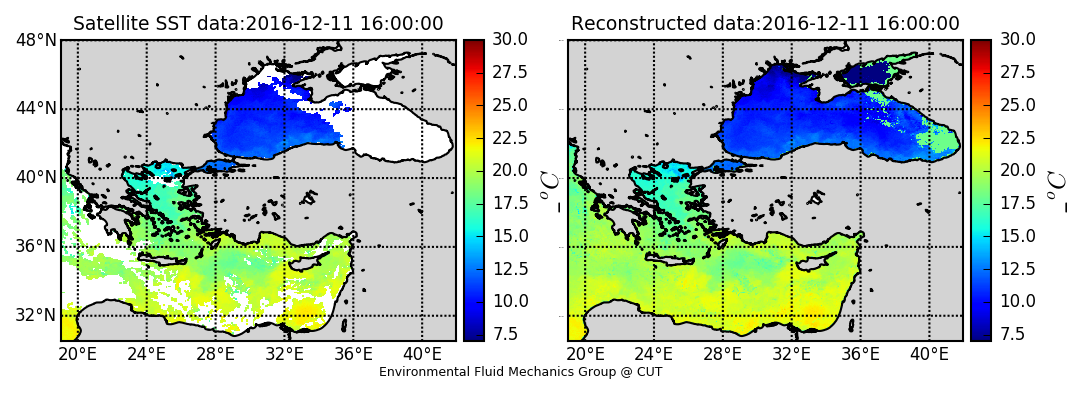 Satellite SST data:2016-12-11 16:00:00
48°N
44°N
40°N
36°N
32°N
20°E 24°E 28°E 32°E 36°E 40°E
30.0
27.5
25.0
22.5
20.0
17.5
15.0
12.5
10.0
7.5
_ °C
Reconstructed data:2016-12-11 16:00:00
20°E 24°E 28°E 32°E 36°E 40°E
30.0
27.5
25.0
22.5
20.0
17.5
15.0
12.5
10.0
7.5
_ °C
Environmental Fluid Mechanics Group @ CUT